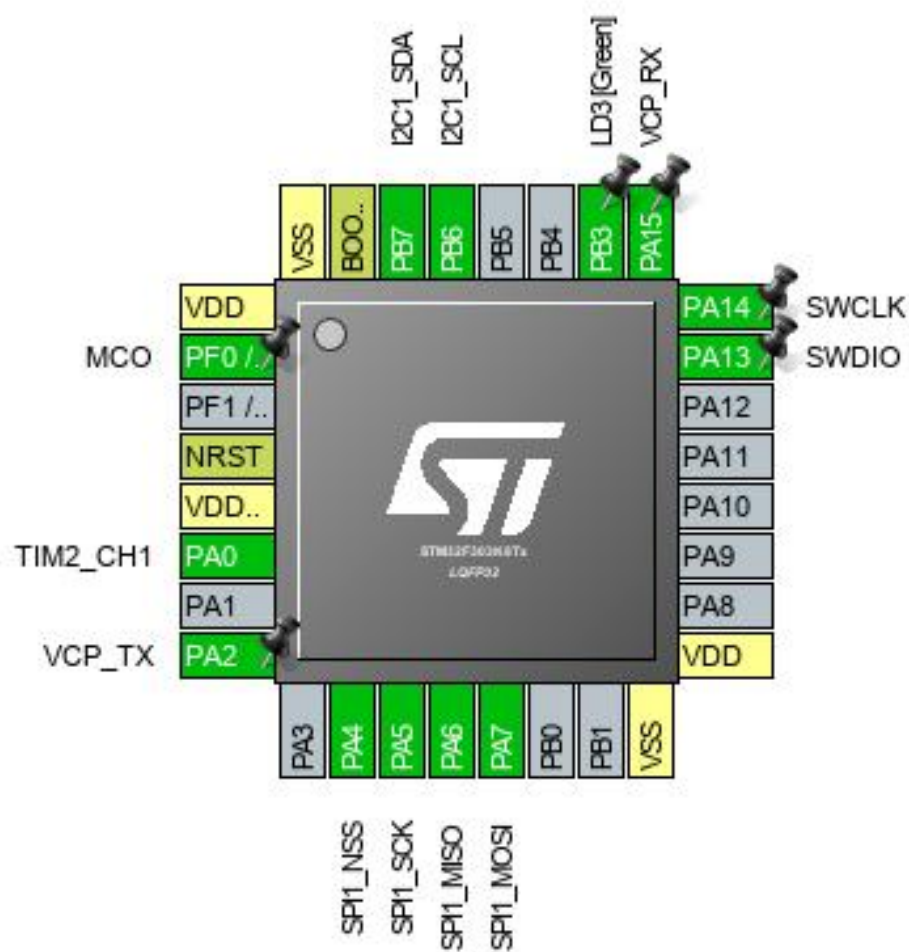 I2C1_SDA
I2C1_SCL
LD3 [Green]
VCP_RX
VSS
BOO..
PB7
PB6
PB5
PB4
PB3
PA15
VDD
MCO PF0 /..
PF1 /..
NRST
VDD..
TIM2_CH1 PA0
PA1
VCP_TX PA2
PA14 SWCLK
PA13 SWDIO
PA12
PA11
PA10
PA9
PA8
VDD
LQFP32
PA3
PA4
PA5
PA6
PA7
PB0
PB1
VSS
SPI1_NSS
SPI1_SCK
SPI1_MISO
SPI1_MOSI